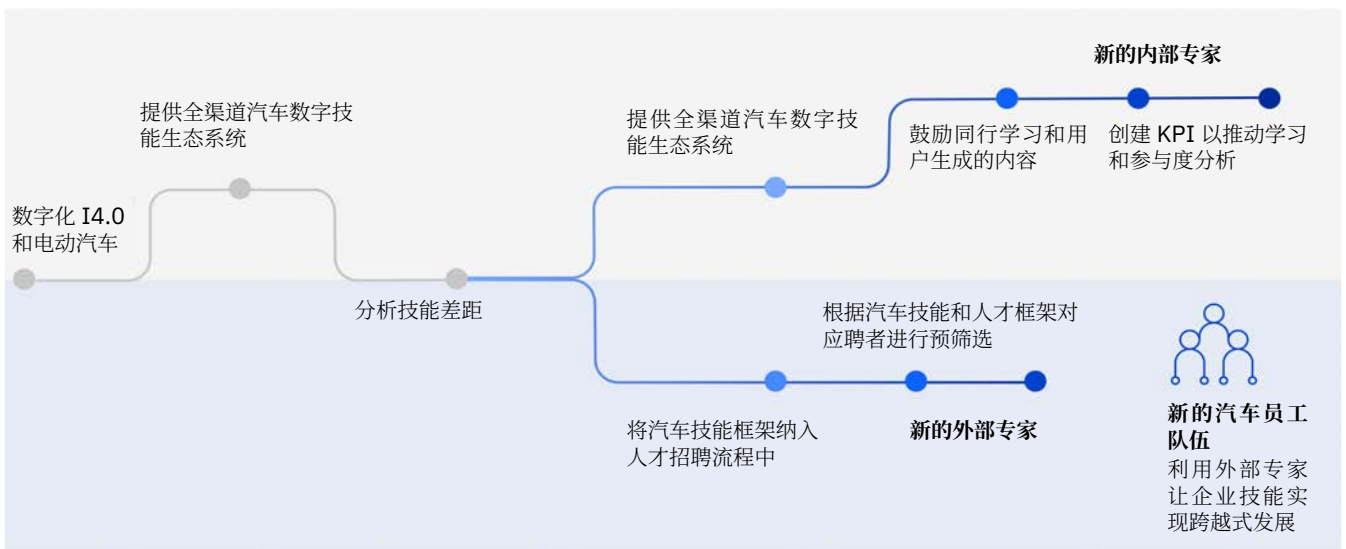 数字化 I4.0
和电动汽车
提供全渠道汽车数字技
能生态系统
分析技能差距
提供全渠道汽车数字技
能生态系统
鼓励同行学习和用
户生成的内容
新的内部专家
创建 KPI 以推动学习
和参与度分析
将汽车技能框架纳入
人才招聘流程中
根据汽车技能和人才框架对
应聘者进行预筛选
新的外部专家
新的汽车员工
队伍
利用外部专家
让企业技能实
现跨越式发展